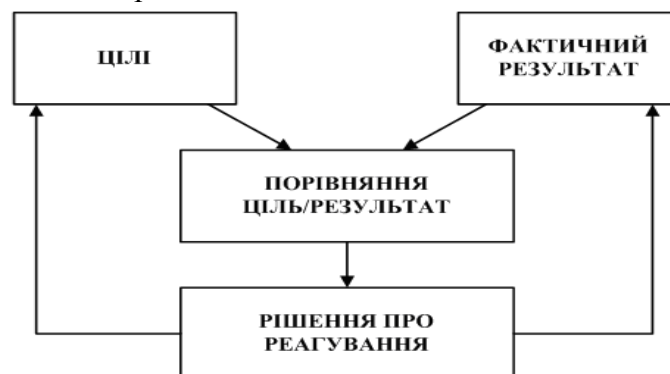 ЦІЛІ
ФАКТИЧНИЙ
РЕЗУЛЬТАТ
ПОРІВНЯННЯ
ЦІЛЬ/РЕЗУЛЬТАТ
РІШЕННЯ ПРО
РЕАГУВАННЯ